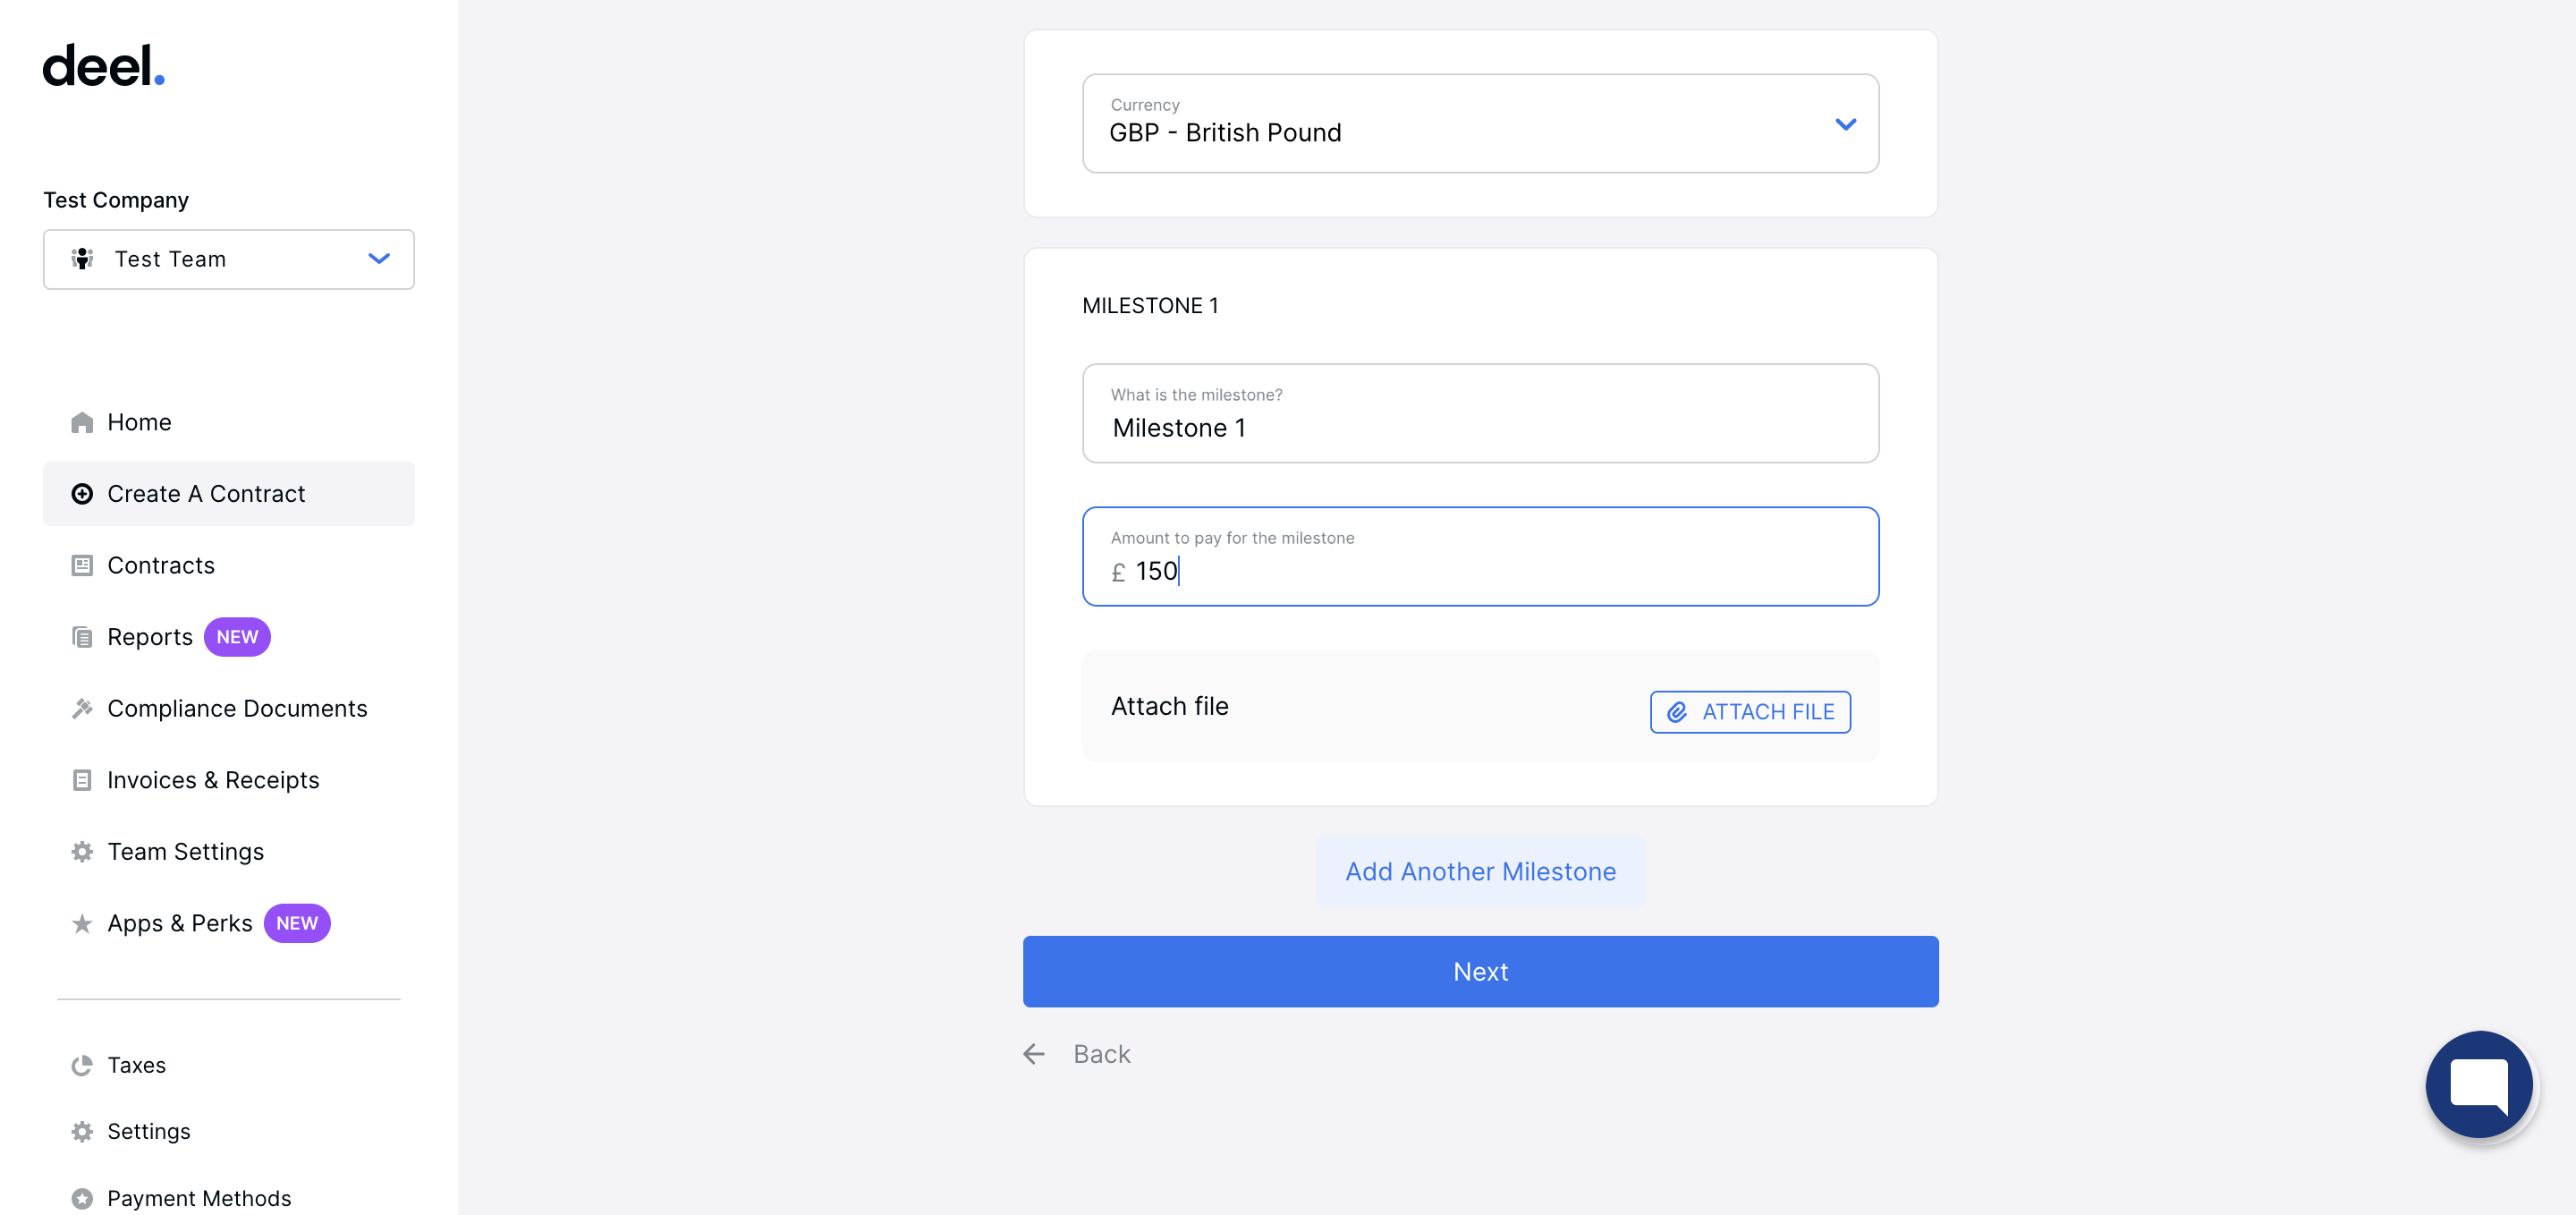 deel.
Test Company
Test Team
Home
Create A Contract
Contracts
Reports NEW
Compliance Documents
Invoices & Receipts
Team Settings
Apps & Perks NEW
Taxes
Settings
Payment Methods
Currency
GBP - British Pound
MILESTONE 1
What is the milestone?
Milestone 1
Amount to pay for the milestone
£ 150
Attach file
ATTACH FILE
Add Another Milestone
Next
Back